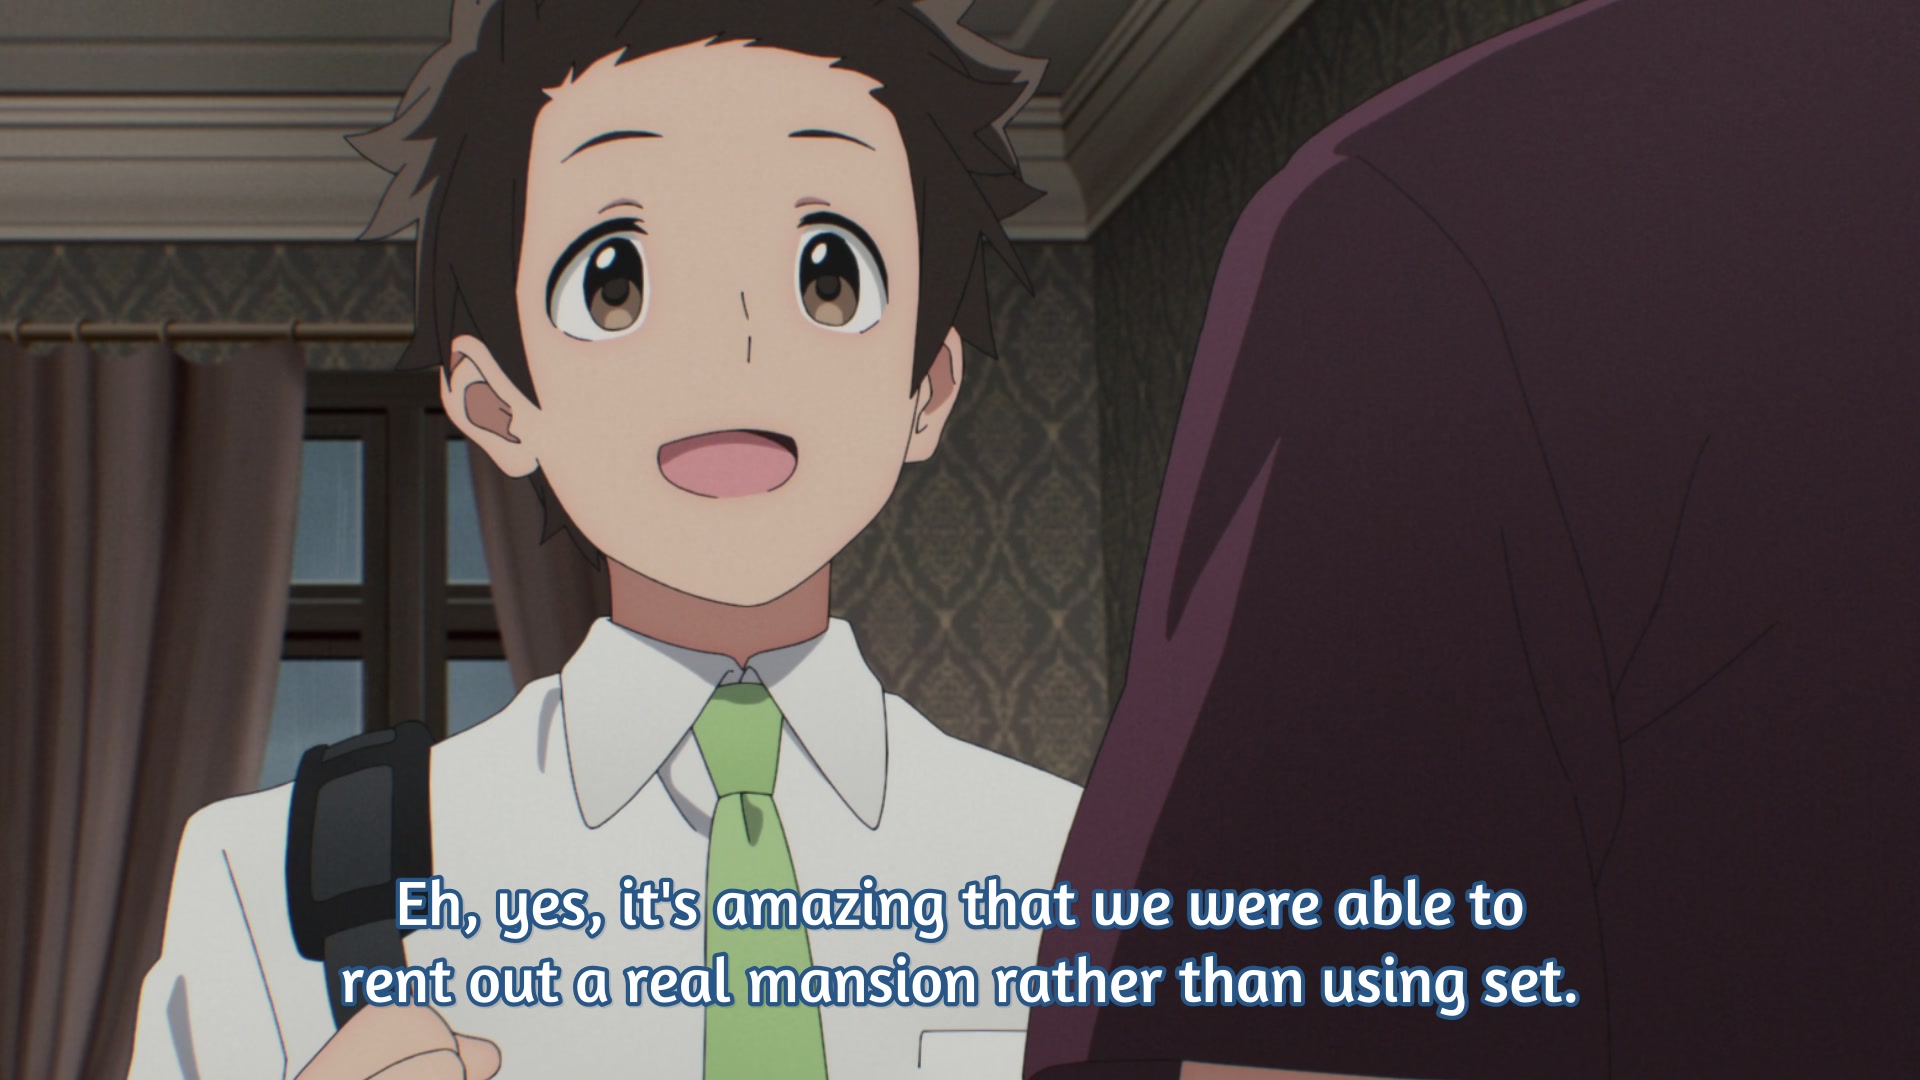 Eh, yes, it's amazing that we were able to
rent out a real mansion rather than using set.